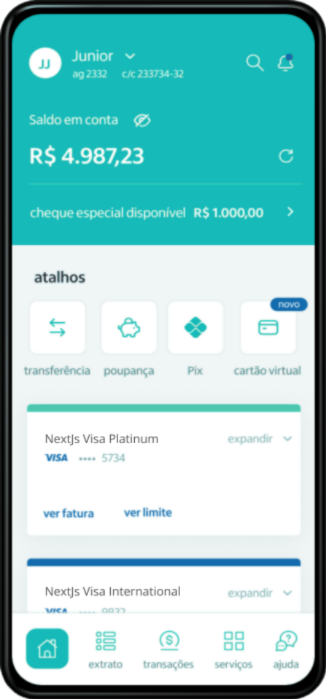 JJ
Junior
ag 2332 c/c 233734-32
Saldo em conta
R$ 4.987,23
cheque especial disponível R$ 1.000,00
atalhos
novo
transferência poupança Pix cartão virtual
NextJs Visa Platinum expandir
VISA •••• 5734
ver fatura ver limite
NextJs Visa International expandir
VISA ••••
extrato transações serviços ajuda